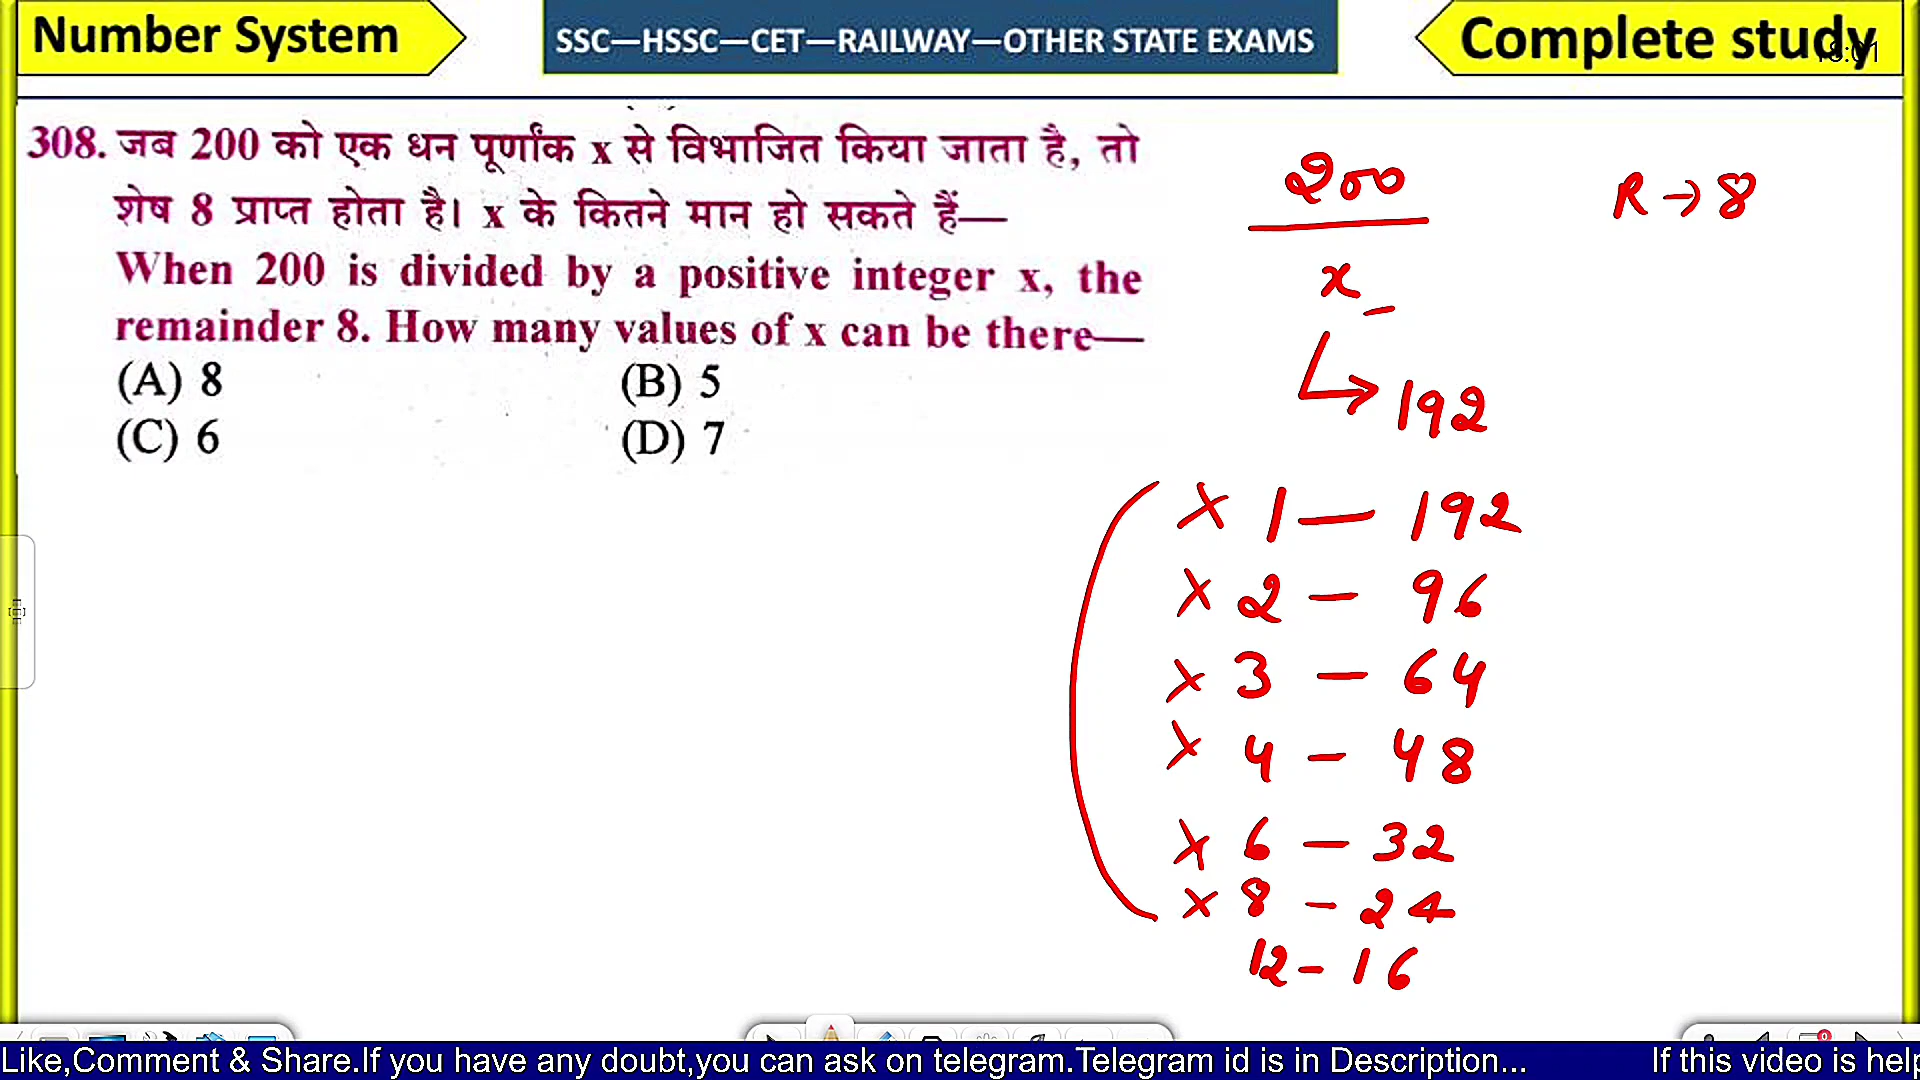 Number System
SSC—HSSC—CET—RAILWAY—OTHER STATE EXAMS
Complete study
18:01
308. जब 200 को एक धन पूर्णांक x से विभाजित किया जाता है, तो
शेष 8 प्राप्त होता है। x के कितने मान हो सकते हैं—
When 200 is divided by a positive integer x, the
remainder 8. How many values of x can be there—
(A) 8 (B) 5
(C) 6 (D) 7
200 R → 8
x
192
× 1 — 192
× 2 — 96
× 3 — 64
× 4 — 48
× 6 — 32
× 8 — 24
12 - 16
Like,Comment & Share.If you have any doubt,you can ask on telegram.Telegram id is in Description... If this video is help